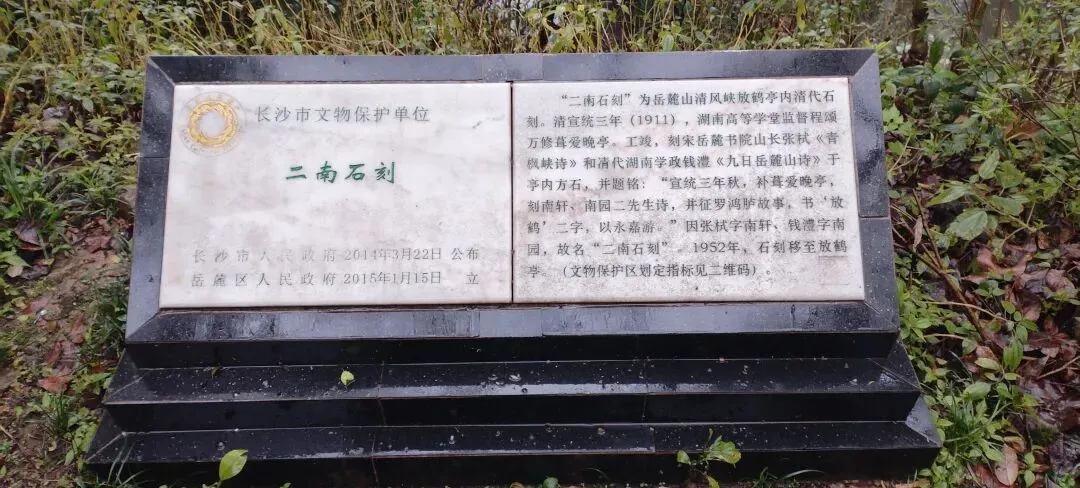 长沙市文物保护单位
二南石刻
长沙市人民政府2014年3月22日 公布
岳麓区人民政府2015年1月15日 立
“二南石刻”为岳麓山清风峡放鹤亭内清代石
刻。清宣统三年（1911），湖南高等学堂监督程颂
万修葺爱晚亭。工竣，刻宋岳麓书院山长张栻《青
枫峡诗》和清代湖南学政钱澧《九日岳麓山诗》于
亭内方石，并题铭：“宣统三年秋，补葺爱晚亭，
刻南轩、南园二先生诗，并征罗鸿胪故事，书‘放
鹤’二字，以永嘉游。”因张栻字南轩、钱澧字南
园，故名“二南石刻”。1952年，石刻移至放鹤
亭。（文物保护区划定指标见二维码）。